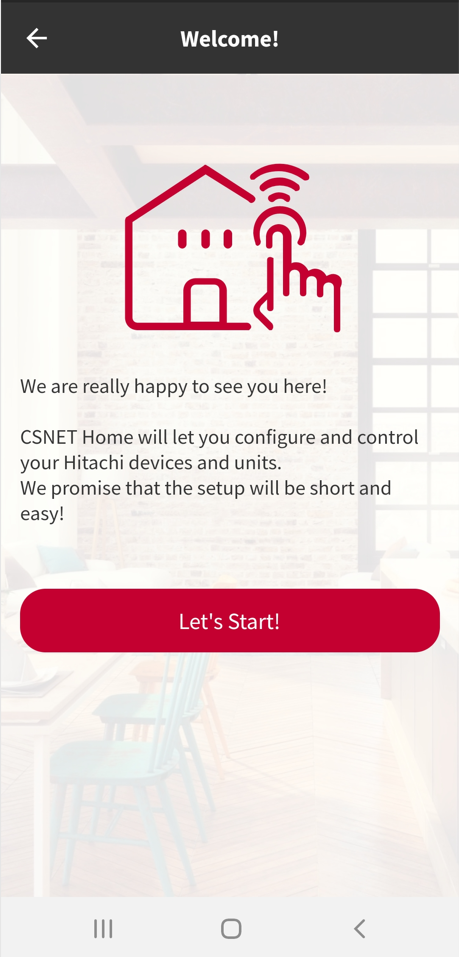 Welcome!
We are really happy to see you here!
CSNET Home will let you configure and control
your Hitachi devices and units.
We promise that the setup will be short and
easy!
Let's Start!